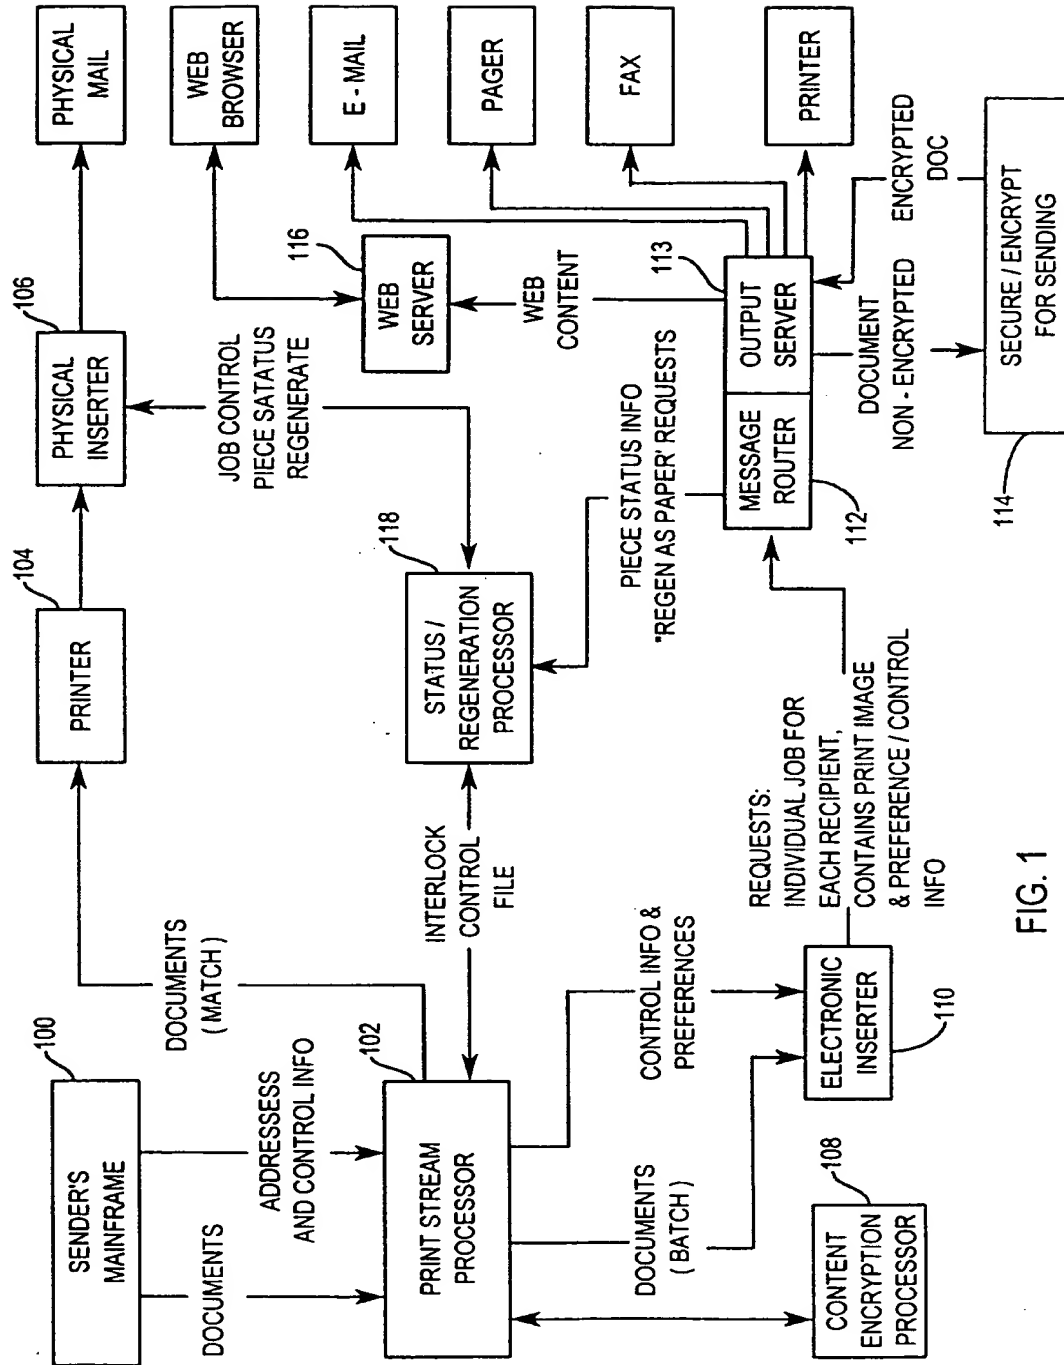 100
SENDER'S
MAINFRAME
DOCUMENTS
ADDRESSESS
AND CONTROL INFO
102
PRINT STREAM
PROCESSOR
DOCUMENTS
( MATCH )
104
PRINTER
106
PHYSICAL
INSERTER
PHYSICAL
MAIL
JOB CONTROL
PIECE SATATUS
REGENERATE
INTERLOCK
CONTROL
FILE
118
STATUS /
REGENERATION
PROCESSOR
116
WEB
SERVER
WEB
BROWSER
E - MAIL
PAGER
FAX
PRINTER
WEB
CONTENT
PIECE STATUS INFO
"REGEN AS PAPER' REQUESTS
113
MESSAGE
ROUTER
OUTPUT
SERVER
112
DOCUMENT
NON - ENCRYPTED
ENCRYPTED
DOC
SECURE / ENCRYPT
FOR SENDING
114
DOCUMENTS
( BATCH )
CONTROL INFO &
PREFERENCES
108
CONTENT
ENCRYPTION
PROCESSOR
ELECTRONIC
INSERTER
110
REQUESTS:
INDIVIDUAL JOB FOR
EACH RECIPIENT,
CONTAINS PRINT IMAGE
& PREFERENCE / CONTROL
INFO
FIG. 1